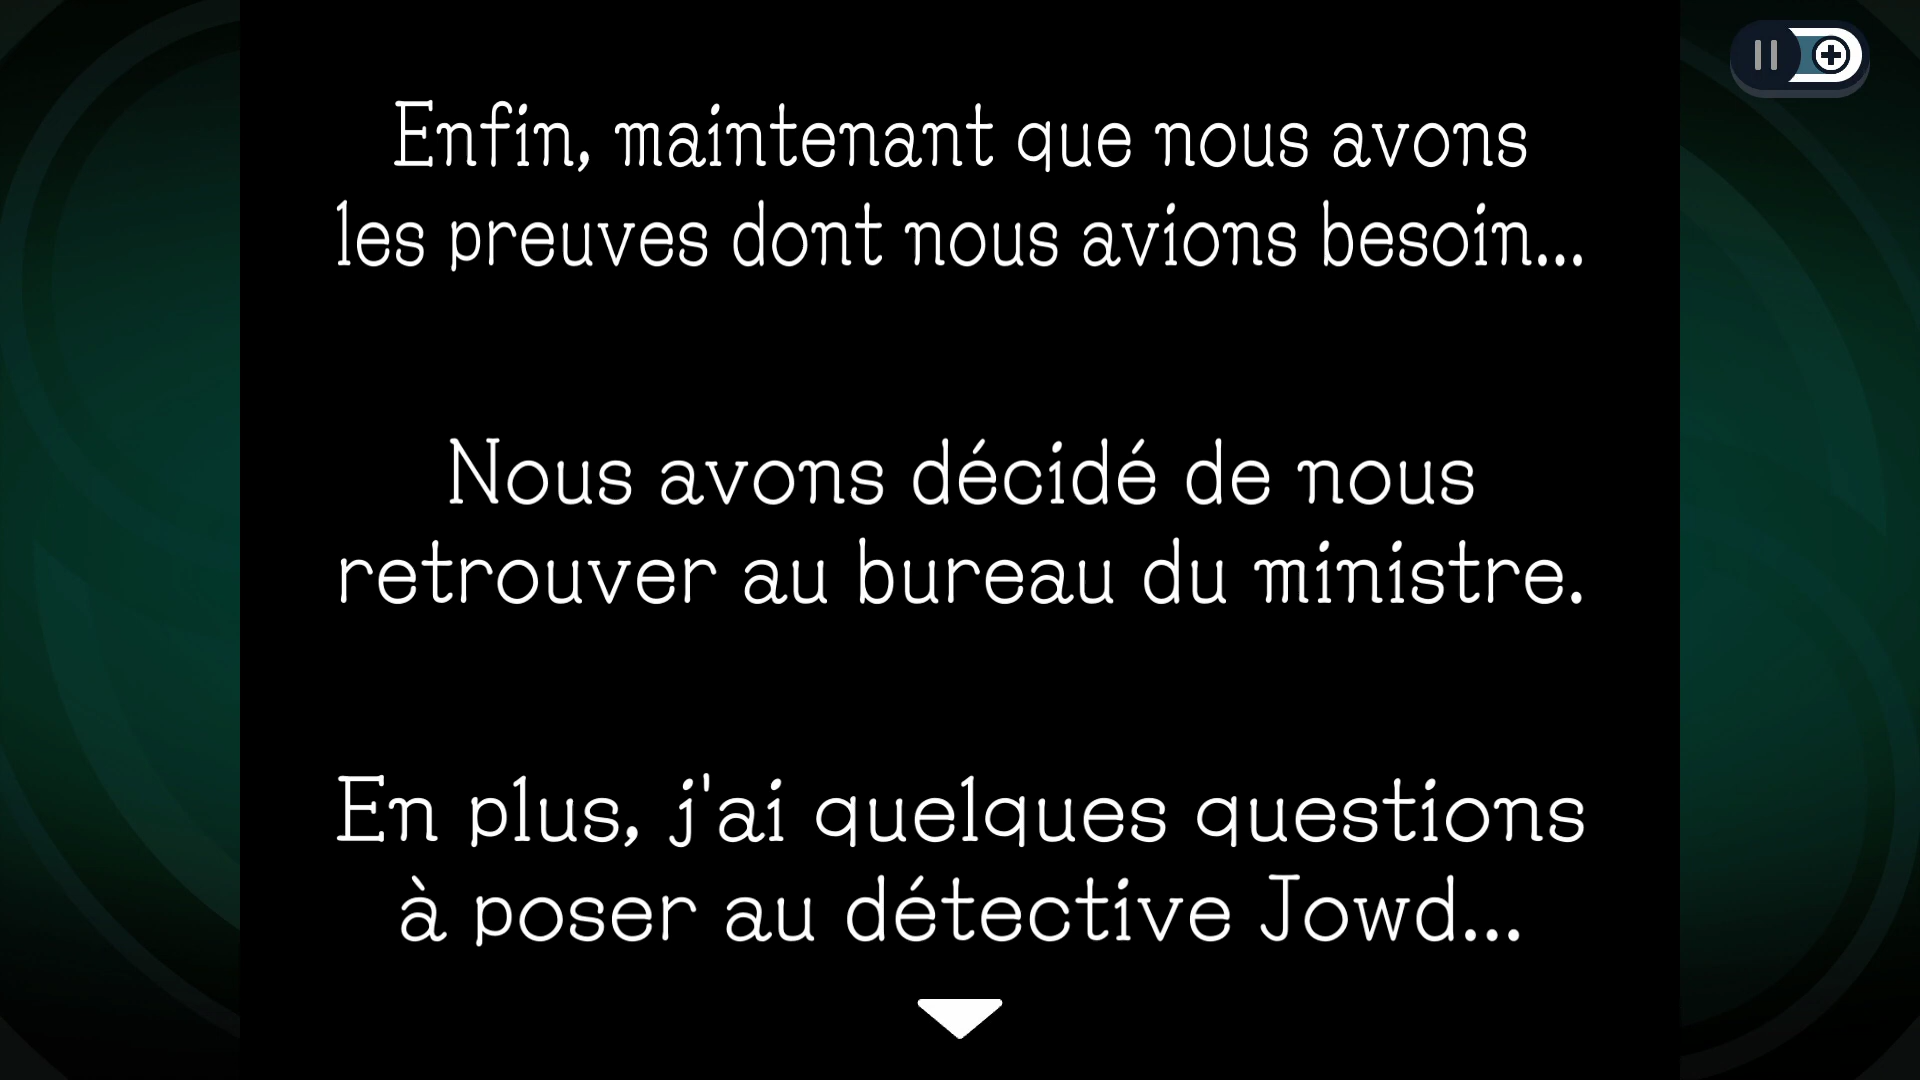 Enfin, maintenant que nous avons
les preuves dont nous avions besoin...
Nous avons décidé de nous
retrouver au bureau du ministre.
En plus, j'ai quelques questions
à poser au détective Jowd...